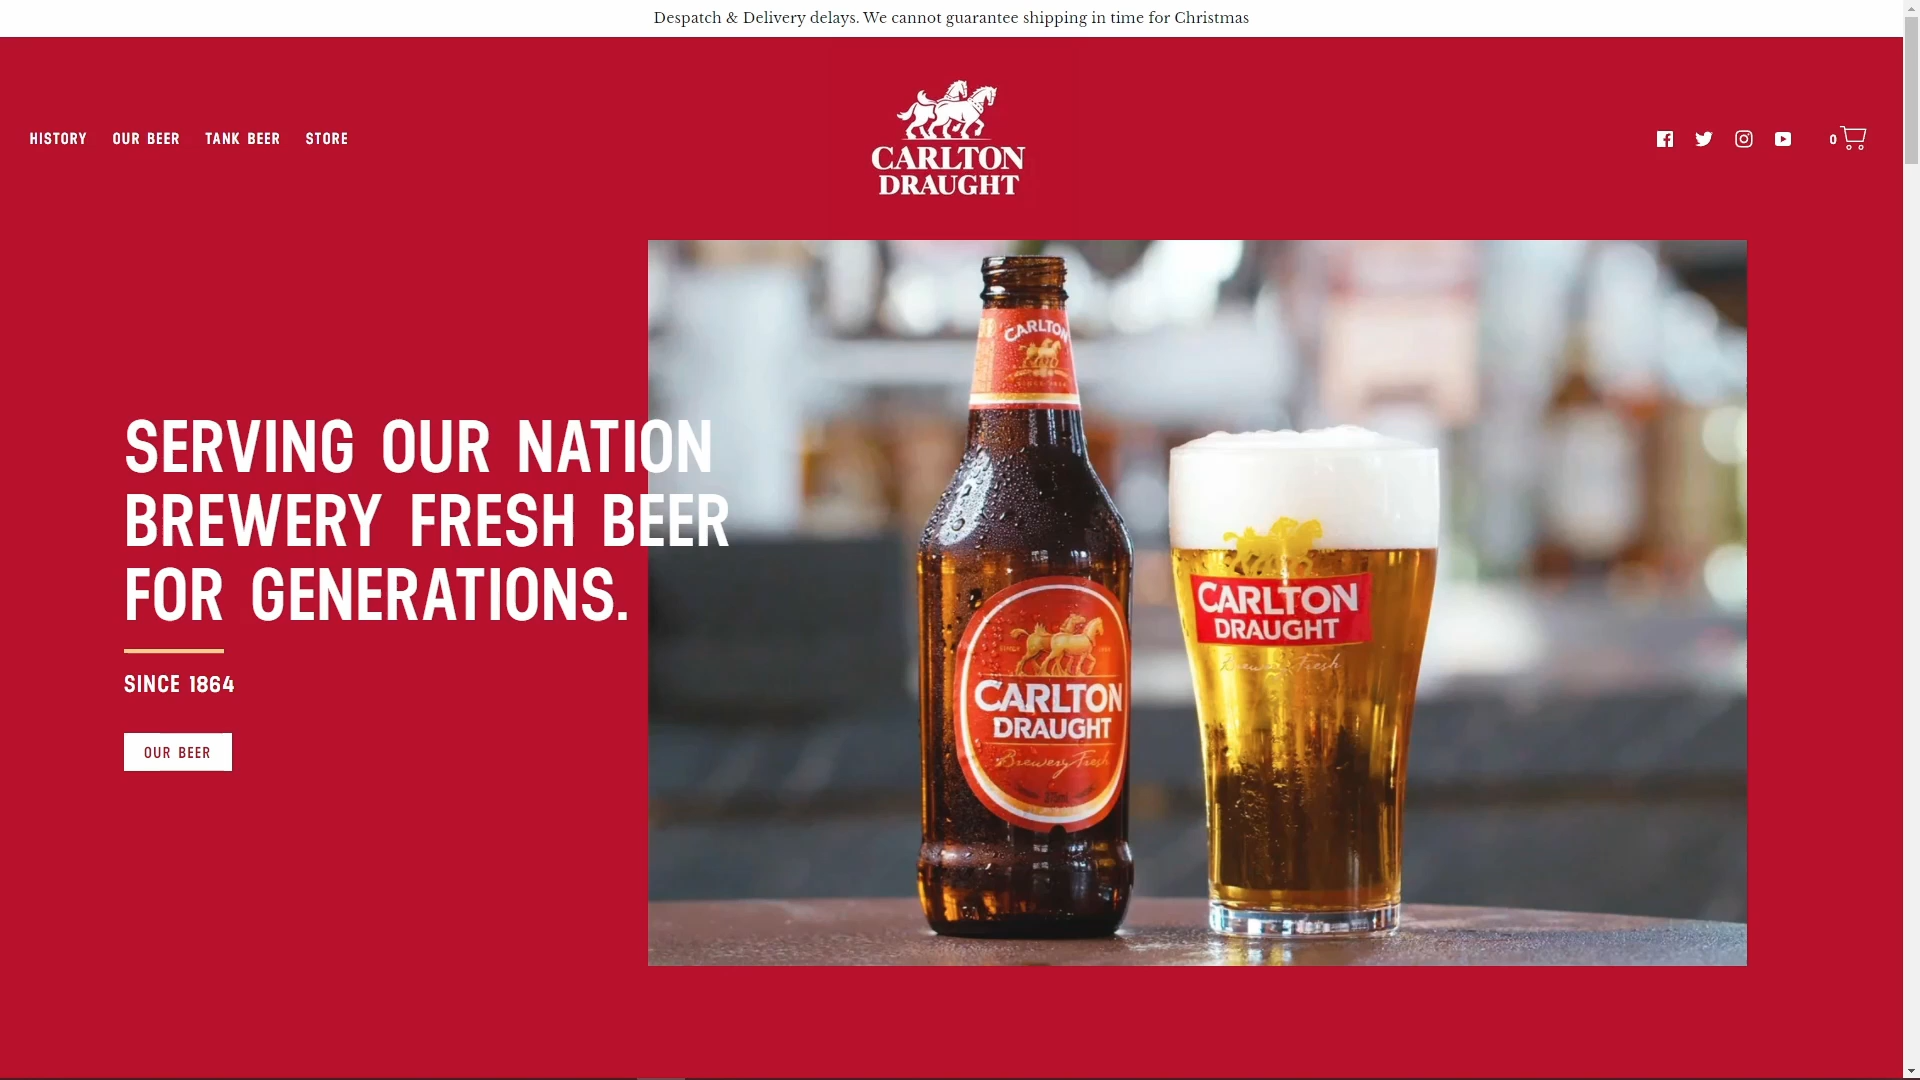 Despatch & Delivery delays. We cannot guarantee shipping in time for Christmas
HISTORY OUR BEER TANK BEER STORE
CARLTON
DRAUGHT
0
SERVING OUR NATION
BREWERY FRESH BEER
FOR GENERATIONS.
SINCE 1864
OUR BEER
CARLTON
SINCE 1864
CARLTON
DRAUGHT
Brewery Fresh
CARLTON
DRAUGHT
Brewery Fresh